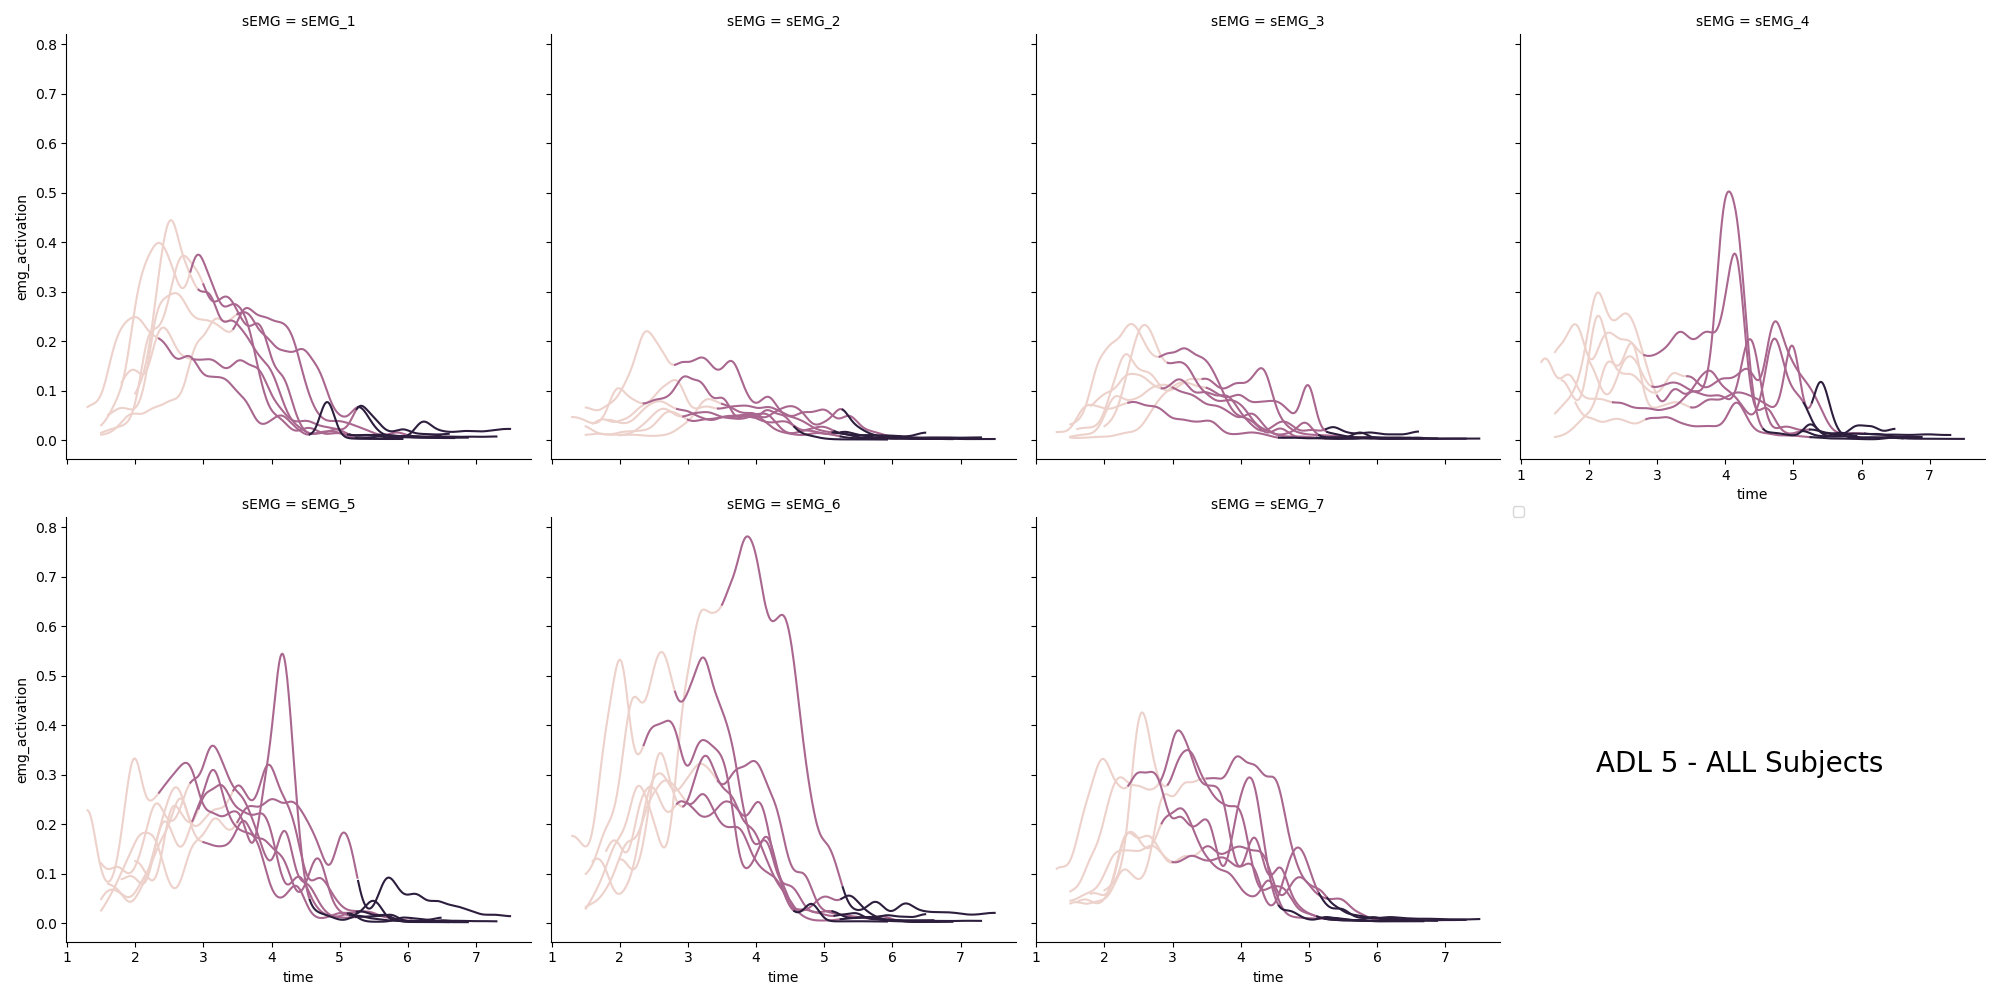 sEMG = sEMG_1
sEMG = sEMG_2
sEMG = sEMG_3
sEMG = sEMG_4
emg_activation
0.8
0.7
0.6
0.5
0.4
0.3
0.2
0.1
0.0
1 2 3 4 5 6 7
time
sEMG = sEMG_5
sEMG = sEMG_6
sEMG = sEMG_7
emg_activation
0.8
0.7
0.6
0.5
0.4
0.3
0.2
0.1
0.0
1 2 3 4 5 6 7
time
1 2 3 4 5 6 7
time
1 2 3 4 5 6 7
time
ADL 5 - ALL Subjects